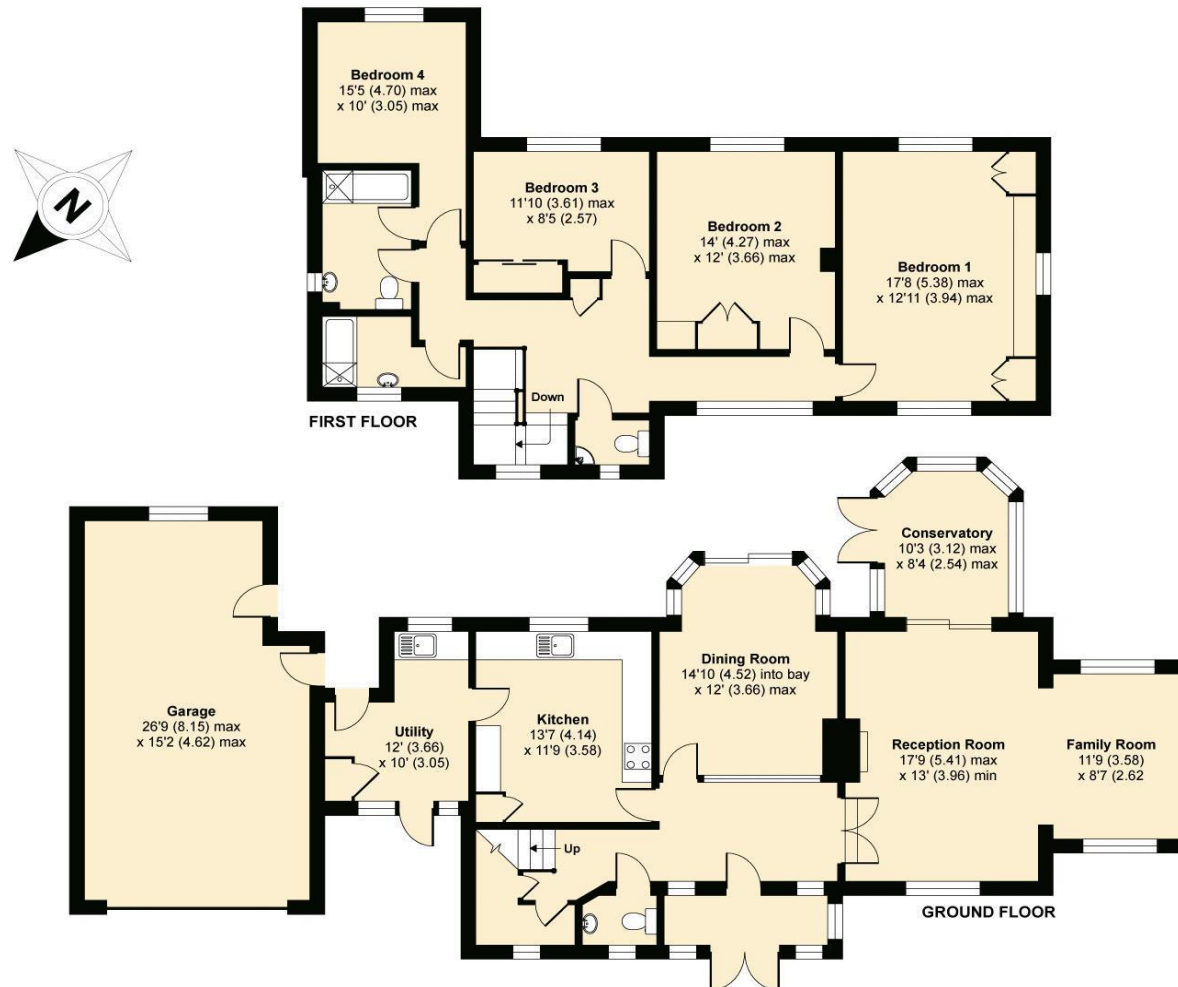 Bedroom 4
15'5 (4.70) max
x 10' (3.05) max
N
Bedroom 3
11'10 (3.61) max
x 8'5 (2.57)
Bedroom 2
14' (4.27) max
x 12' (3.66) max
Bedroom 1
17'8 (5.38) max
x 12'11 (3.94) max
Down
FIRST FLOOR
Conservatory
10'3 (3.12) max
x 8'4 (2.54) max
Garage
26'9 (8.15) max
x 15'2 (4.62) max
Utility
12' (3.66)
x 10' (3.05)
Kitchen
13'7 (4.14)
x 11'9 (3.58)
Dining Room
14'10 (4.52) into bay
x 12' (3.66) max
Reception Room
17'9 (5.41) max
x 13' (3.96) min
Family Room
11'9 (3.58)
x 8'7 (2.62
Up
GROUND FLOOR